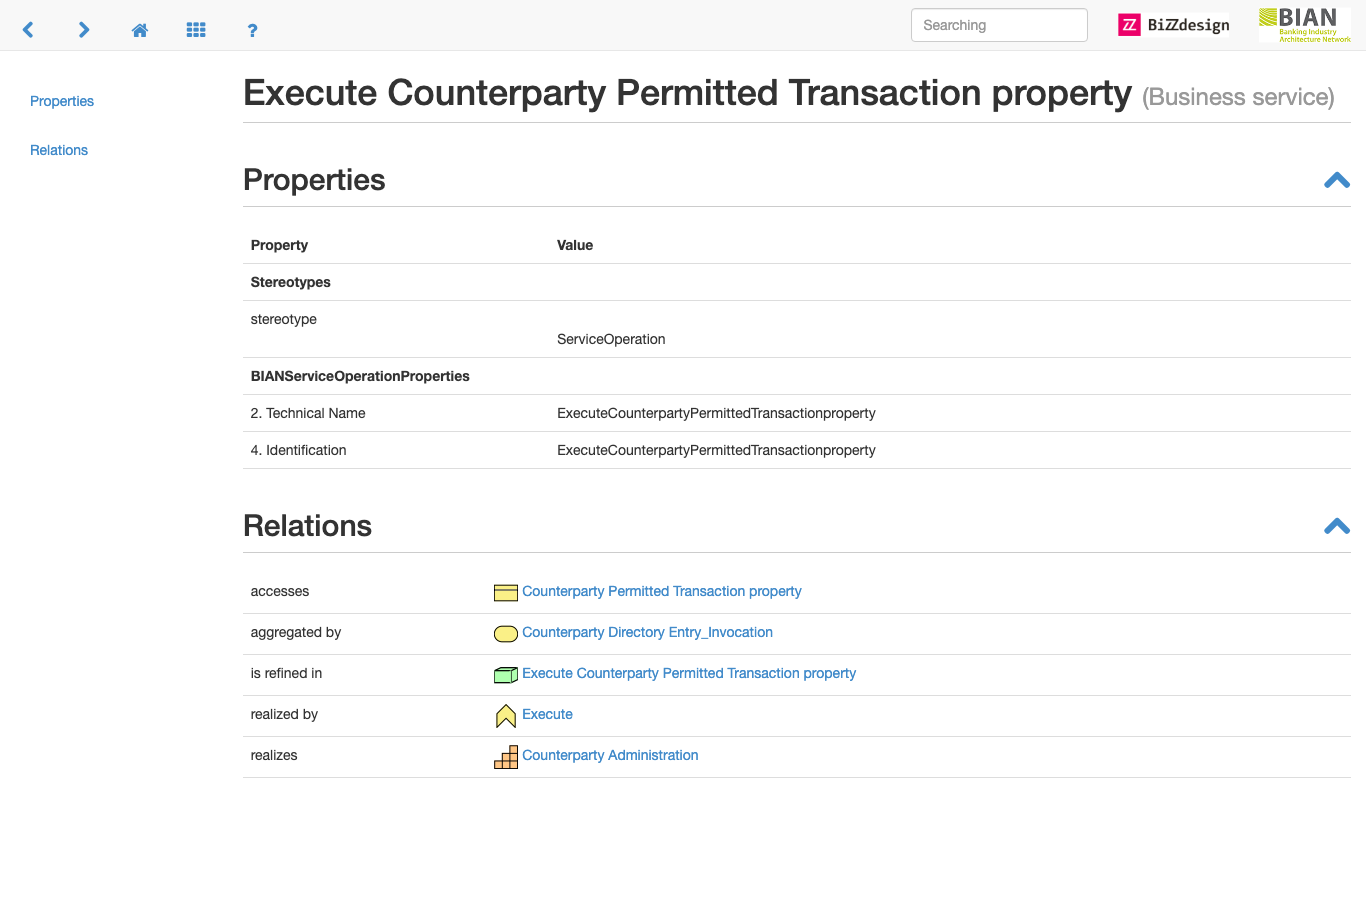 ?
Searching
BiZZdesign
BIAN
Banking Industry
Architecture Network
Properties
Relations
Execute Counterparty Permitted Transaction property (Business service)
Properties
Property Value
Stereotypes
stereotype
ServiceOperation
BIANServiceOperationProperties
2. Technical Name ExecuteCounterpartyPermittedTransactionproperty
4. Identification ExecuteCounterpartyPermittedTransactionproperty
Relations
accesses Counterparty Permitted Transaction property
aggregated by Counterparty Directory Entry_Invocation
is refined in Execute Counterparty Permitted Transaction property
realized by Execute
realizes Counterparty Administration